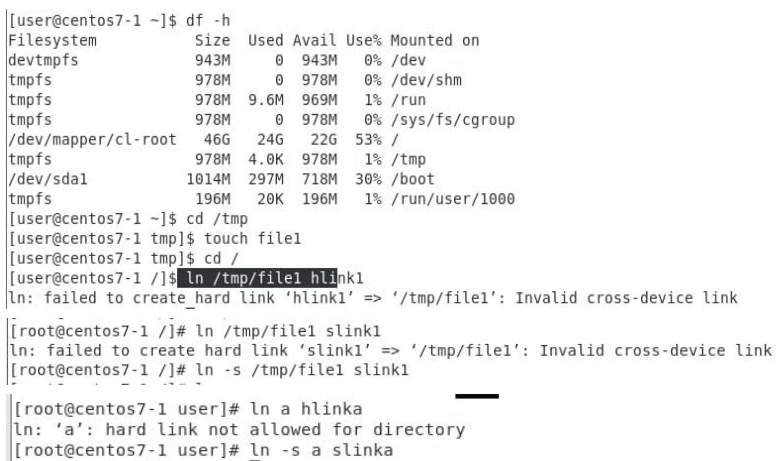 [user@centos7-1 ~]$ df -h
Filesystem Size Used Avail Use% Mounted on
devtmpfs 943M 0 943M 0% /dev
tmpfs 978M 0 978M 0% /dev/shm
tmpfs 978M 9.6M 969M 1% /run
tmpfs 978M 0 978M 0% /sys/fs/cgroup
/dev/mapper/cl-root 46G 24G 22G 53% /
tmpfs 978M 4.0K 978M 1% /tmp
/dev/sda1 1014M 297M 718M 30% /boot
tmpfs 196M 20K 196M 1% /run/user/1000
[user@centos7-1 ~]$ cd /tmp
[user@centos7-1 tmp]$ touch file1
[user@centos7-1 tmp]$ cd /
[user@centos7-1 /]$ ln /tmp/file1 hlink1
ln: failed to create hard link ‘hlink1’ => ‘/tmp/file1’: Invalid cross-device link
[root@centos7-1 /]# ln /tmp/file1 slink1
ln: failed to create hard link ‘slink1’ => ‘/tmp/file1’: Invalid cross-device link
[root@centos7-1 /]# ln -s /tmp/file1 slink1
[root@centos7-1 user]# ln a hlinka
ln: ‘a’: hard link not allowed for directory
[root@centos7-1 user]# ln -s a slinka